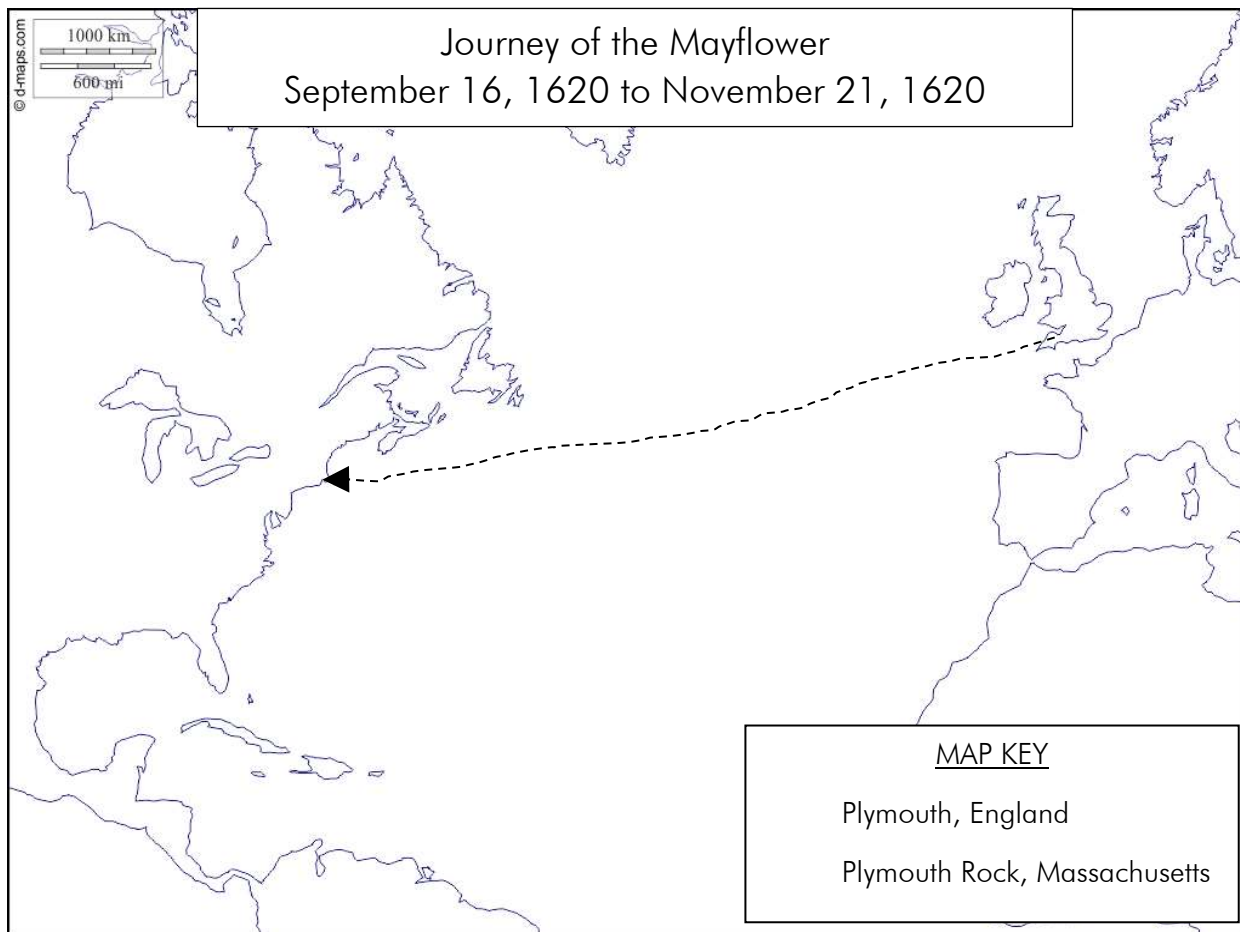 Journey of the Mayflower
September 16, 1620 to November 21, 1620
1000 km
600 mi
© d-maps.com
MAP KEY
Plymouth, England
Plymouth Rock, Massachusetts